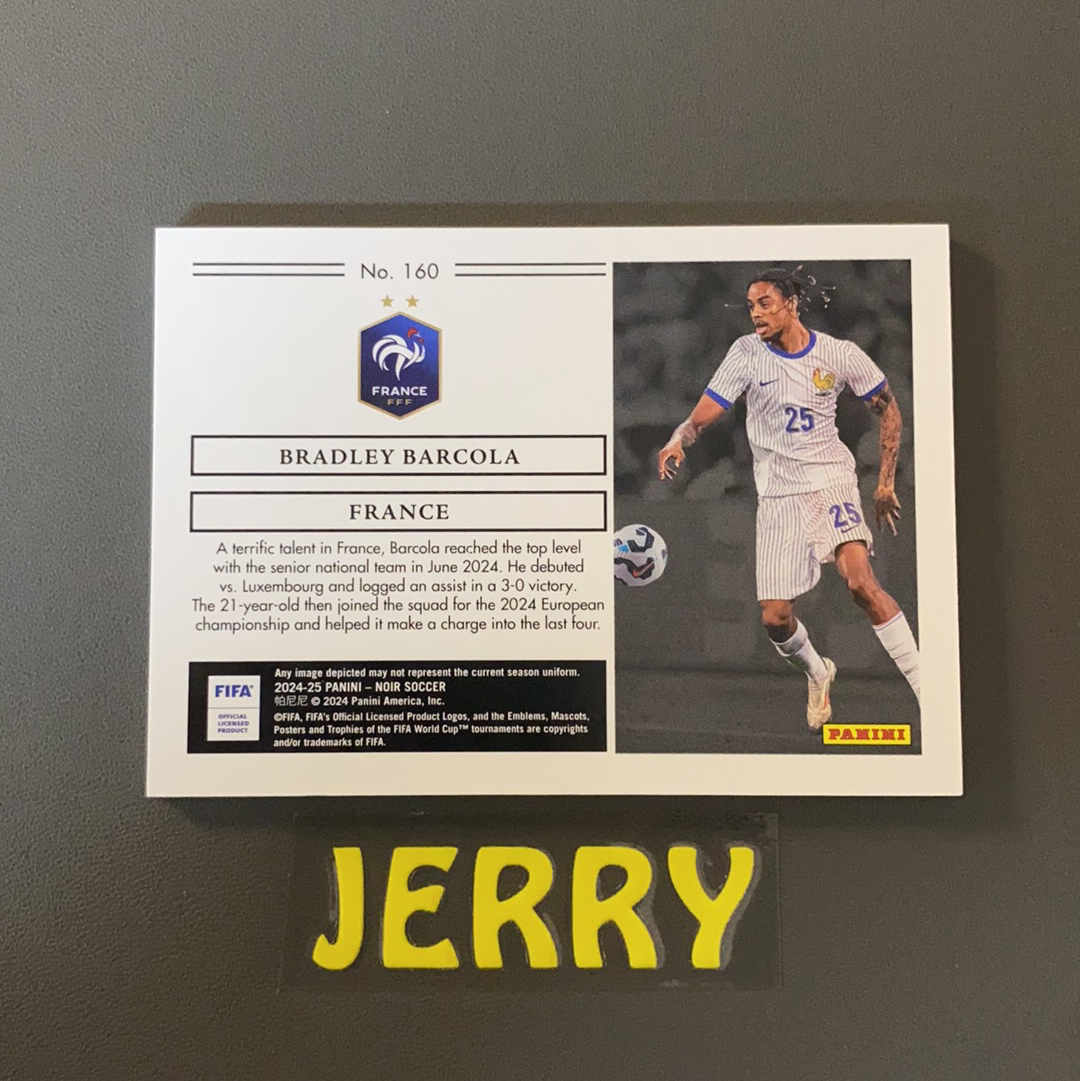 No. 160
FRANCE
FFF
BRADLEY BARCOLA
FRANCE
A terrific talent in France, Barcola reached the top level
with the senior national team in June 2024. He debuted
vs. Luxembourg and logged an assist in a 3-0 victory.
The 21-year-old then joined the squad for the 2024 European
championship and helped it make a charge into the last four.
FIFA®
OFFICIAL
LICENSED
PRODUCT
Any image depicted may not represent the current season uniform.
2024-25 PANINI – NOIR SOCCER
帕尼尼 © 2024 Panini America, Inc.
©FIFA, FIFA's Official Licensed Product Logos, and the Emblems, Mascots,
Posters and Trophies of the FIFA World Cup™ tournaments are copyrights
and/or trademarks of FIFA.
25
25
PANINI
JERRY